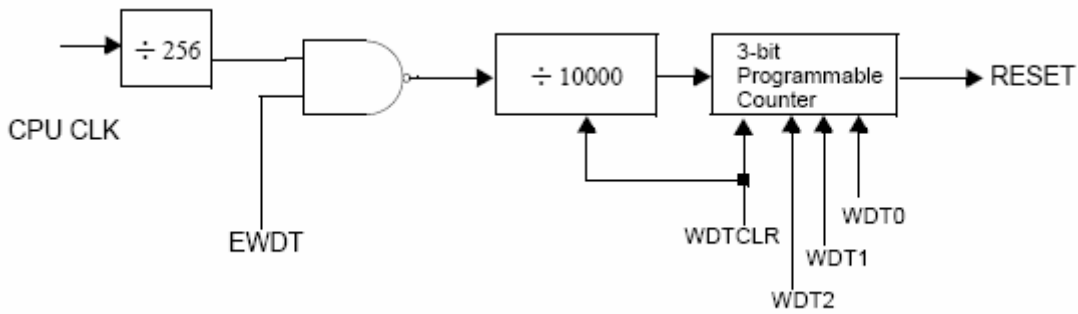 ÷ 256
÷ 10000
3-bit
Programmable
Counter
RESET
CPU CLK
EWDT
WDTCLR
WDT0
WDT1
WDT2